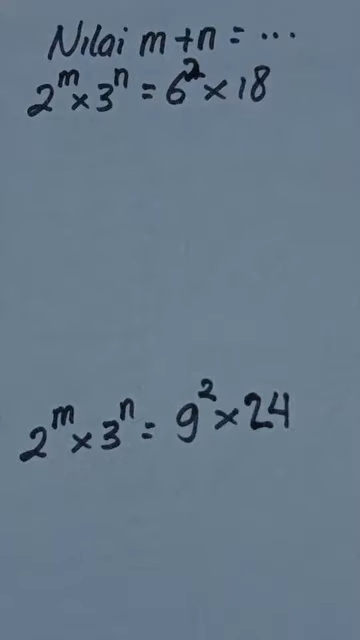 Nilai m+n = ...
2^m × 3^n = 6^2 × 18
2^m × 3^n = 9^2 × 24